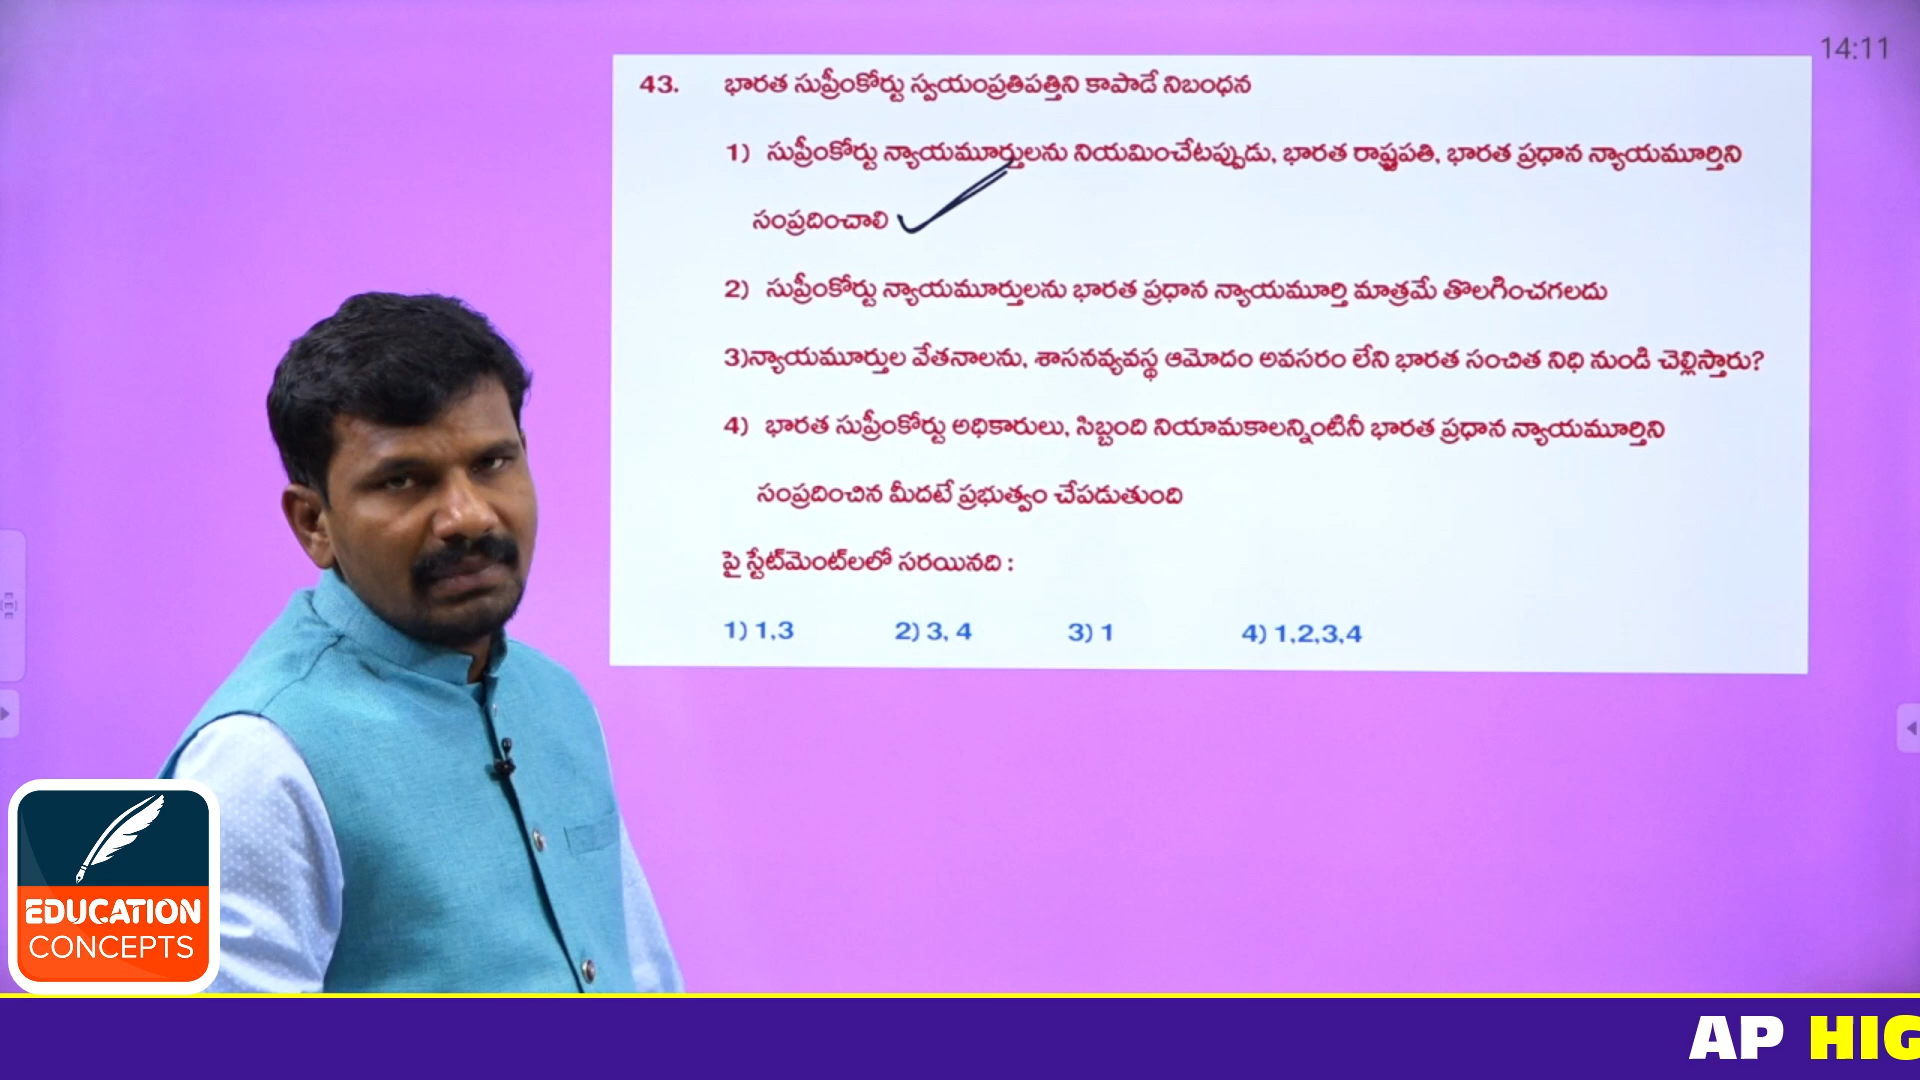 14:11
43. భారత సుప్రీంకోర్టు స్వయంప్రతిపత్తిని కాపాడే నిబంధన
1) సుప్రీంకోర్టు న్యాయమూర్తులను నియమించేటప్పుడు, భారత రాష్ట్రపతి, భారత ప్రధాన న్యాయమూర్తిని
సంప్రదించాలి
2) సుప్రీంకోర్టు న్యాయమూర్తులను భారత ప్రధాన న్యాయమూర్తి మాత్రమే తొలగించగలదు
3)న్యాయమూర్తుల వేతనాలను, శాసనవ్యవస్థ ఆమోదం అవసరం లేని భారత సంచిత నిధి నుండి చెల్లిస్తారు?
4) భారత సుప్రీంకోర్టు అధికారులు, సిబ్బంది నియామకాలన్నింటినీ భారత ప్రధాన న్యాయమూర్తిని
సంప్రదించిన మీదటే ప్రభుత్వం చేపడుతుంది
పై స్టేట్‌మెంట్‌లలో సరయినది :
1) 1,3 2) 3, 4 3) 1 4) 1,2,3,4
EDUCATION
CONCEPTS
AP HIG